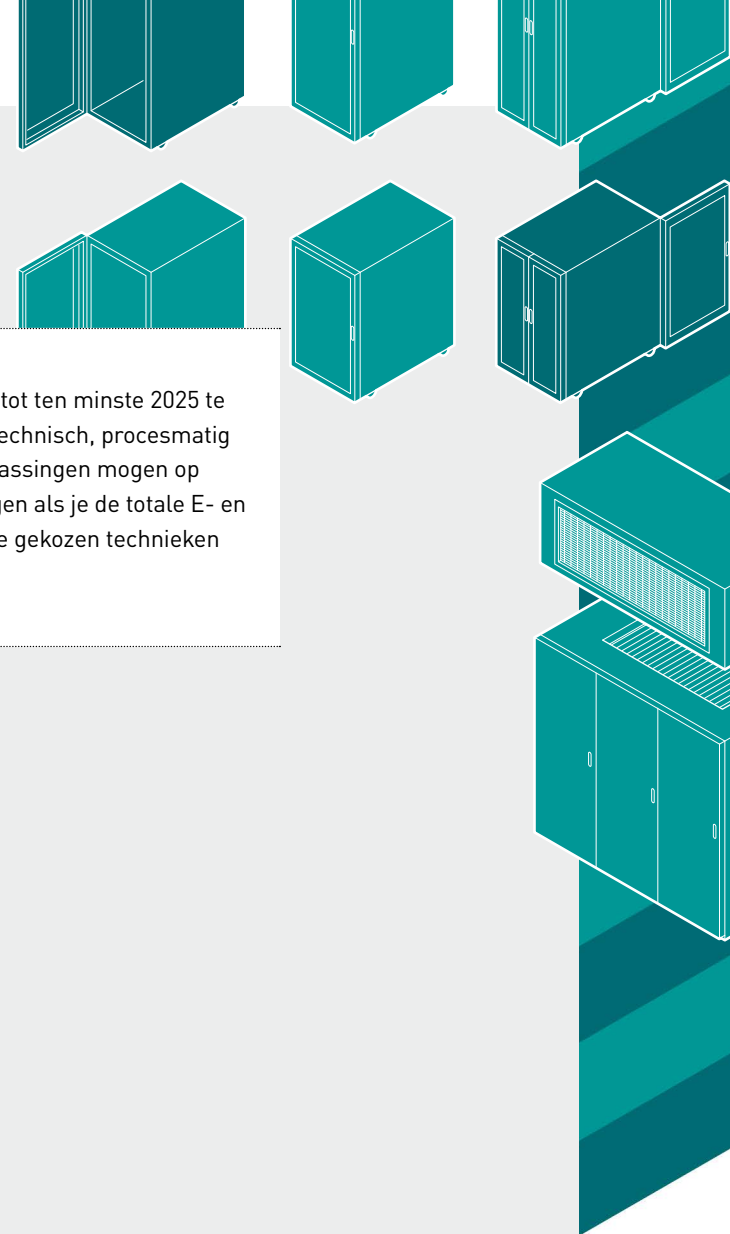 tot ten minste 2025 te
echnisch, procesmatig
assingen mogen op
gen als je de totale E- en
e gekozen technieken